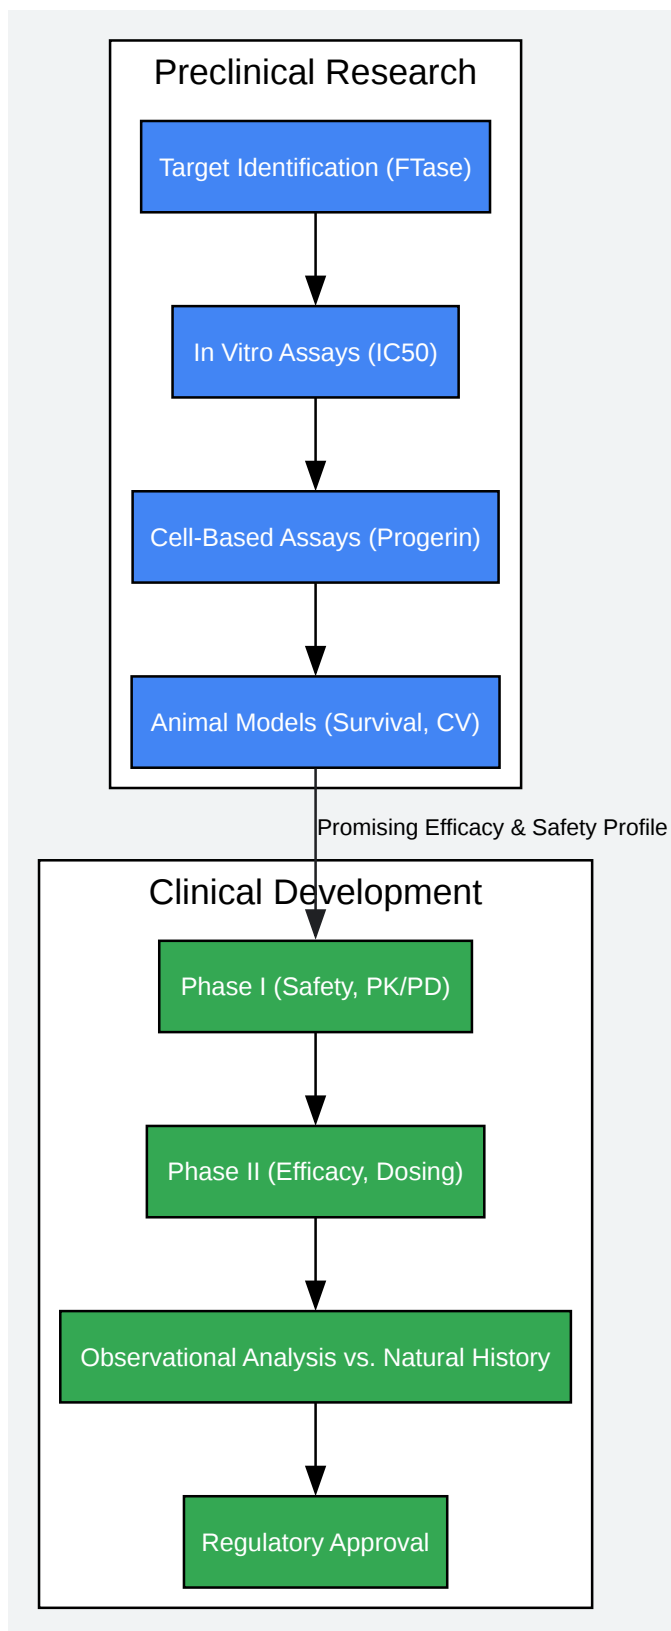 Preclinical Research
Target Identification (FTase)
In Vitro Assays (IC50)
Cell-Based Assays (Progerin)
Animal Models (Survival, CV)
Promising Efficacy & Safety Profile
Clinical Development
Phase I (Safety, PK/PD)
Phase II (Efficacy, Dosing)
Observational Analysis vs. Natural History
Regulatory Approval